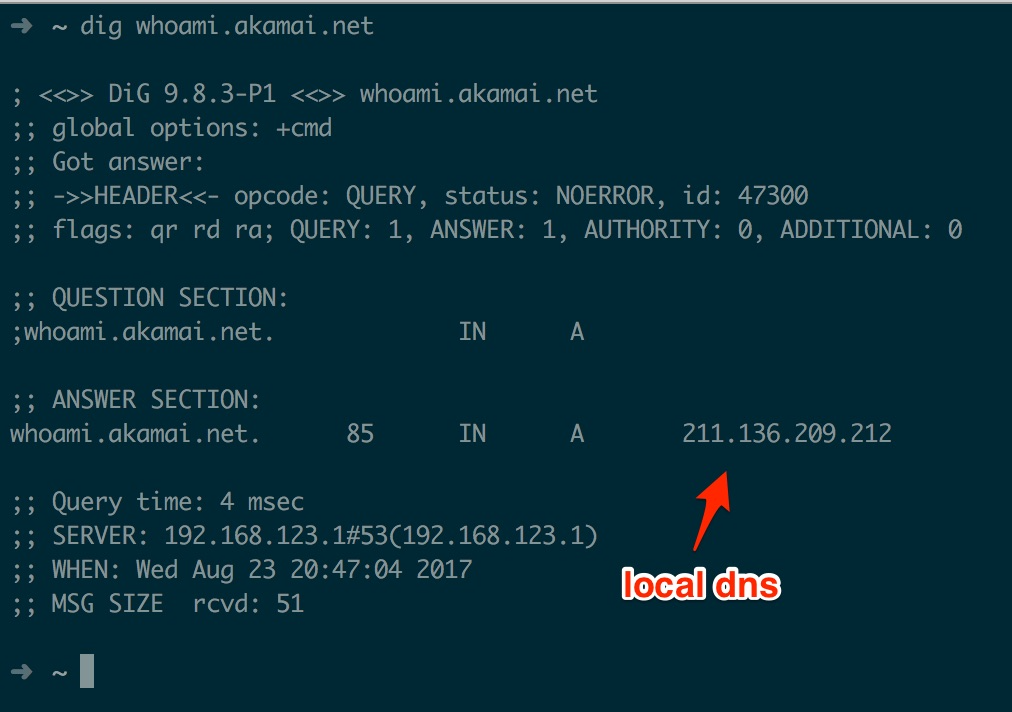 ➜ ~ dig whoami.akamai.net
; <<>> DiG 9.8.3-P1 <<>> whoami.akamai.net
;; global options: +cmd
;; Got answer:
;; ->>HEADER<<- opcode: QUERY, status: NOERROR, id: 47300
;; flags: qr rd ra; QUERY: 1, ANSWER: 1, AUTHORITY: 0, ADDITIONAL: 0
;; QUESTION SECTION:
;whoami.akamai.net. IN A
;; ANSWER SECTION:
whoami.akamai.net. 85 IN A 211.136.209.212
;; Query time: 4 msec
;; SERVER: 192.168.123.1#53(192.168.123.1)
;; WHEN: Wed Aug 23 20:47:04 2017
local dns
;; MSG SIZE rcvd: 51
➜ ~